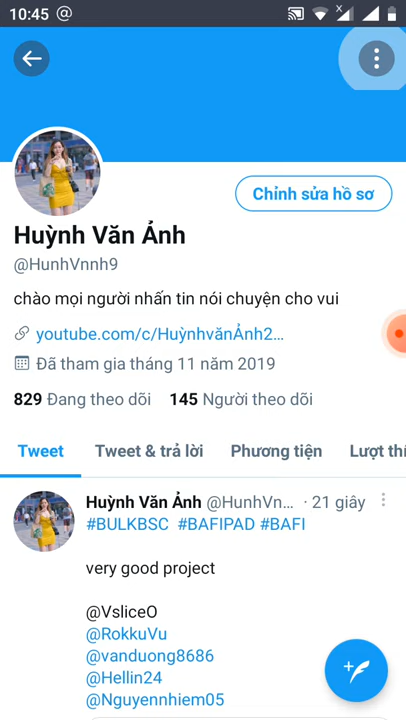 10:45 @
Chỉnh sửa hồ sơ
Huỳnh Văn Ảnh
@HunhVnnh9
chào mọi người nhấn tin nói chuyện cho vui
youtube.com/c/HuỳnhvănẢnh2...
Đã tham gia tháng 11 năm 2019
829 Đang theo dõi 145 Người theo dõi
Tweet Tweet & trả lời Phương tiện Lượt thí
Huỳnh Văn Ảnh @HunhVn... · 21 giây
#BULKBSC #BAFIPAD #BAFI
very good project
@VsliceO
@RokkuVu
@vanduong8686
@Hellin24
@Nguyennhiem05